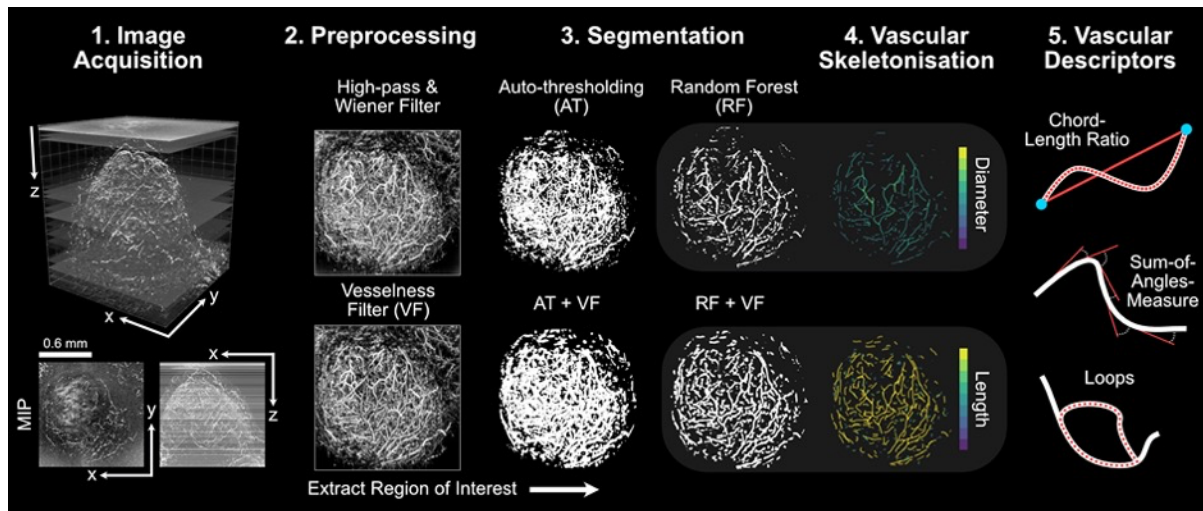 1. Image
Acquisition
z
x
y
0.6 mm
MIP
y
x
x
z
2. Preprocessing
High-pass &
Wiener Filter
Vesselness
Filter (VF)
Extract Region of Interest
3. Segmentation
Auto-thresholding
(AT)
Random Forest
(RF)
AT + VF
RF + VF
4. Vascular
Skeletonisation
Diameter
Length
5. Vascular
Descriptors
Chord-
Length Ratio
Sum-of-
Angles-
Measure
Loops